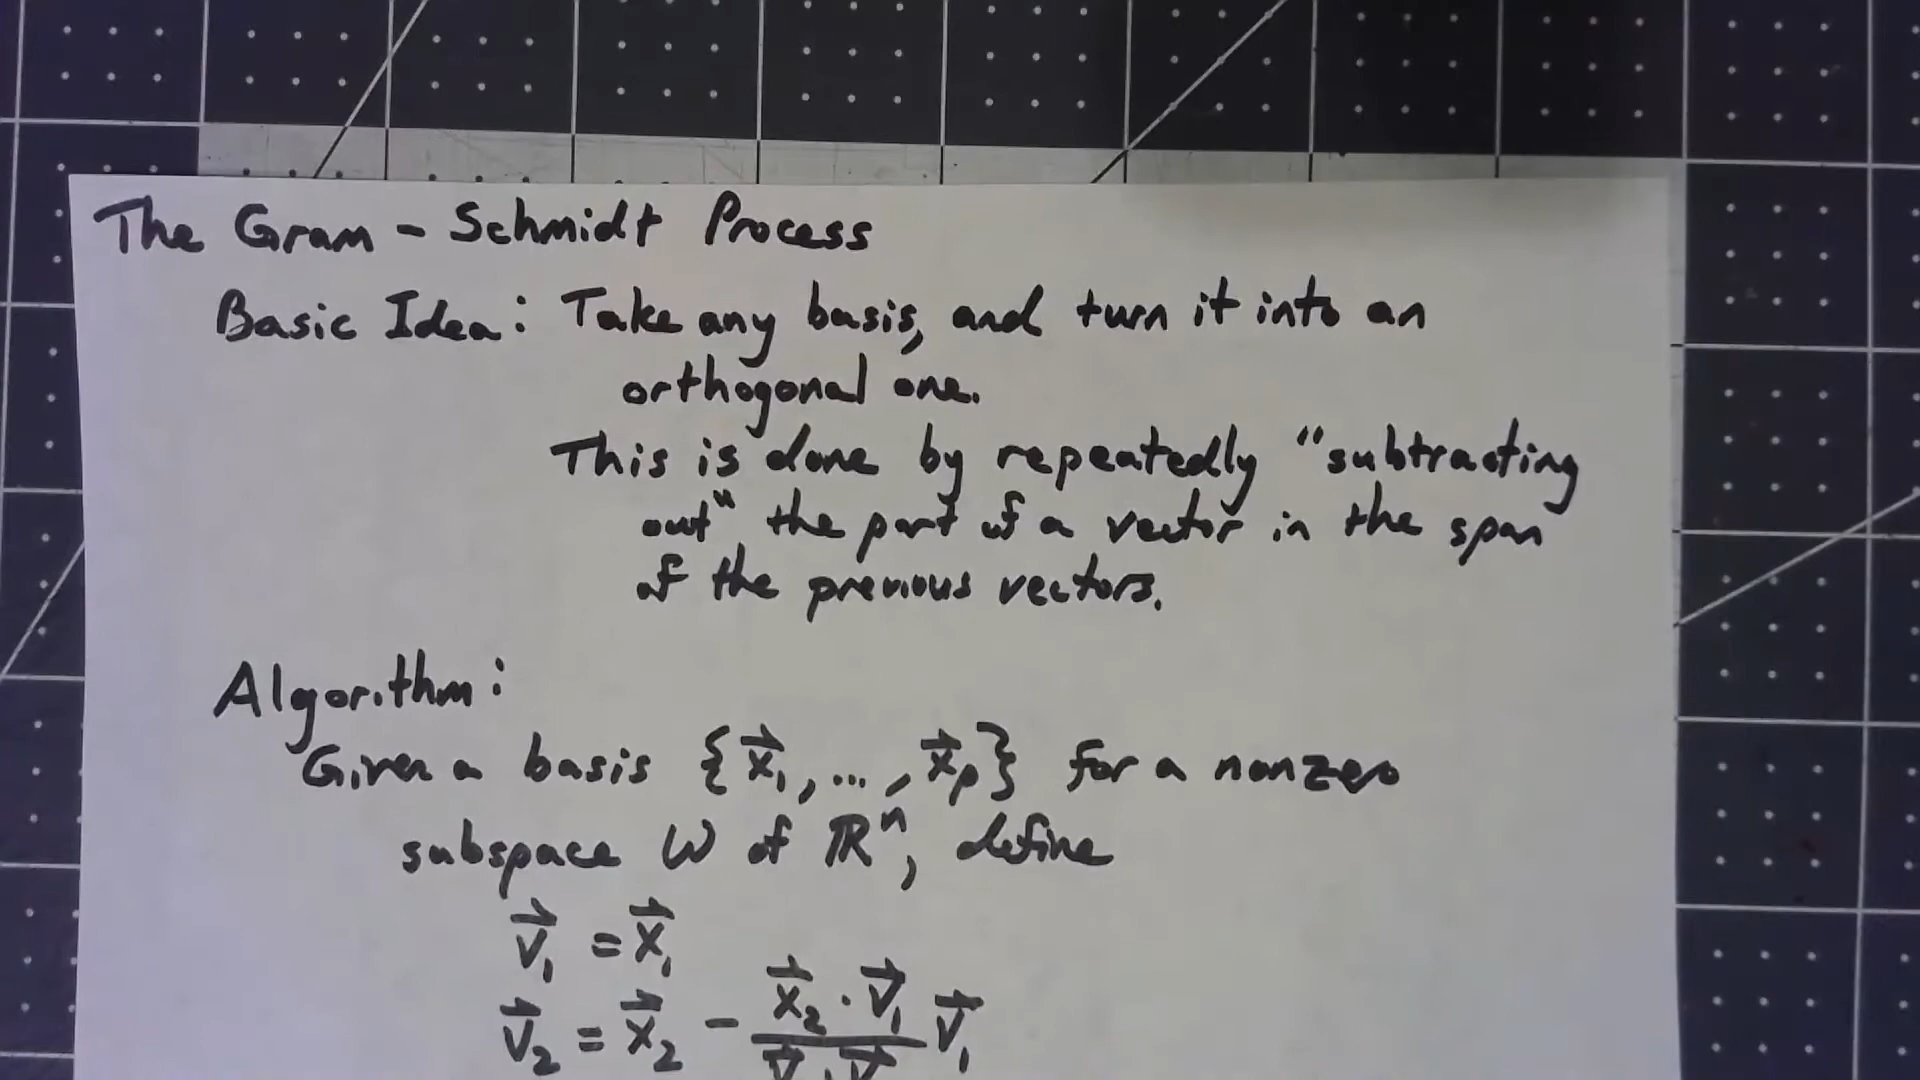 The Gram - Schmidt Process
Basic Idea: Take any basis, and turn it into an
orthogonal one.
This is done by repeatedly "subtracting
out" the part of a vector in the span
of the previous vectors.
Algorithm:
Given a basis {x⃗₁, ..., x⃗ₚ} for a nonzero
subspace W of ℝⁿ, define
v⃗₁ = x⃗₁
v⃗₂ = x⃗₂ - (x⃗₂ · v⃗₁)/(v⃗ · v⃗) v⃗₁